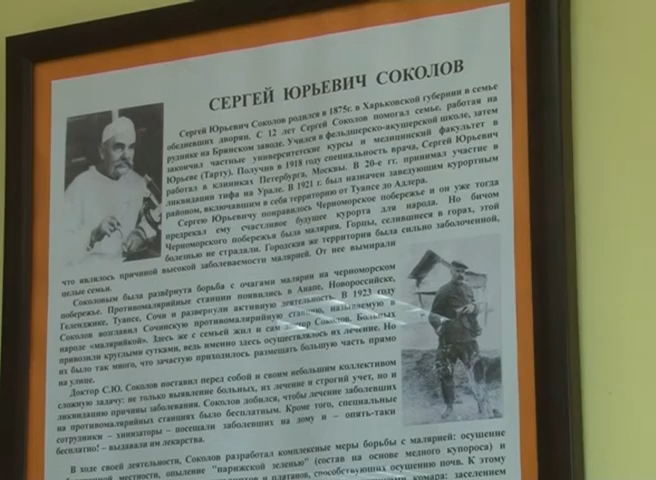 СЕРГЕЙ ЮРЬЕВИЧ СОКОЛОВ
Сергей Юрьевич Соколов родился в 1875г. в Харьковской губернии в семье
обедневших дворян. С 12 лет Сергей Соколов помогал семье, работая на
руднике на Брянском заводе. Учился в фельдшерско-акушерской школе, затем
закончил частные университетские курсы и медицинский факультет в
Юрьеве (Тарту). Получив в 1918 году специальность врача, Сергей Юрьевич
работал в клиниках Петербурга, Москвы. В 20-е гг. принимал участие в
ликвидации тифа на Урале. В 1921 г. был назначен заведующим курортным
районом, включавшим в себя территорию от Туапсе до Адлера.
Сергею Юрьевичу понравилось Черноморское побережье и он уже тогда
предрекал ему счастливое будущее курорта для народа. Но бичом
Черноморского побережья была малярия. Горцы, селившиеся в горах, этой
болезнью не страдали. Городская же территория была сильно заболоченной,
что являлось причиной высокой заболеваемости малярией. От нее вымирали
целые семьи.
Соколовым была развёрнута борьба с очагами малярии на черноморском
побережье. Противомалярийные станции появились в Анапе, Новороссийске,
Геленджике, Туапсе, Сочи и развернули активную деятельность. В 1923 году
Соколов возглавил Сочинскую противомалярийную станцию, называемую в
народе «малярийкой». Здесь же с семьей жил и сам доктор Соколов. Больных
привозили круглыми сутками, ведь именно здесь осуществлялось их лечение. Но
их было так много, что зачастую приходилось размещать большую часть прямо
на улице.
Доктор С.Ю. Соколов поставил перед собой и своим небольшим коллективом
сложную задачу: не только выявление больных, их лечение и строгий учет, но и
ликвидацию причины заболевания. Соколов добился, чтобы лечение заболевших
на противомалярийных станциях было бесплатным. Кроме того, специальные
сотрудники – хинизаторы – посещали заболевших на дому и – опять-таки
бесплатно! – выдавали им лекарства.
В ходе своей деятельности, Соколов разработал комплексные меры борьбы с малярией: осушение
местности, опыление "парижской зеленью" (состав на основе медного купороса) и
и платанов, способствующих осушению почв. К этому
комара: заселением